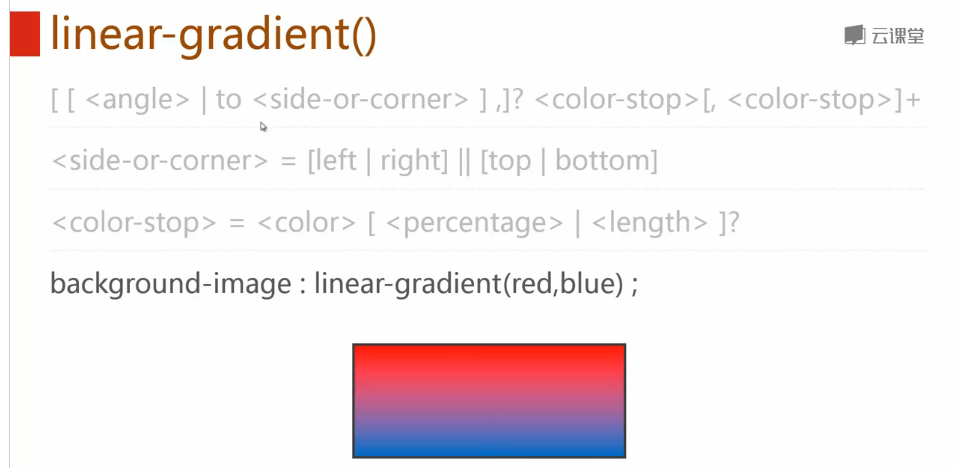 linear-gradient()
云课堂
[ [ <angle> | to <side-or-corner> ] ,]? <color-stop>[, <color-stop>]+
<side-or-corner> = [left | right] || [top | bottom]
<color-stop> = <color> [ <percentage> | <length> ]?
background-image : linear-gradient(red,blue) ;